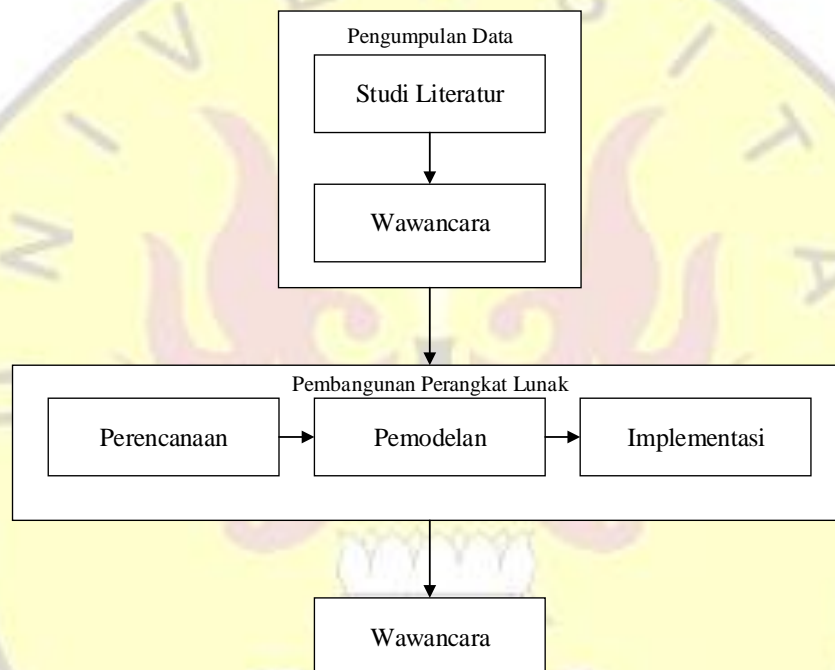 Pengumpulan Data
Studi Literatur
Wawancara
Pembangunan Perangkat Lunak
Perencanaan
Pemodelan
Implementasi
Wawancara